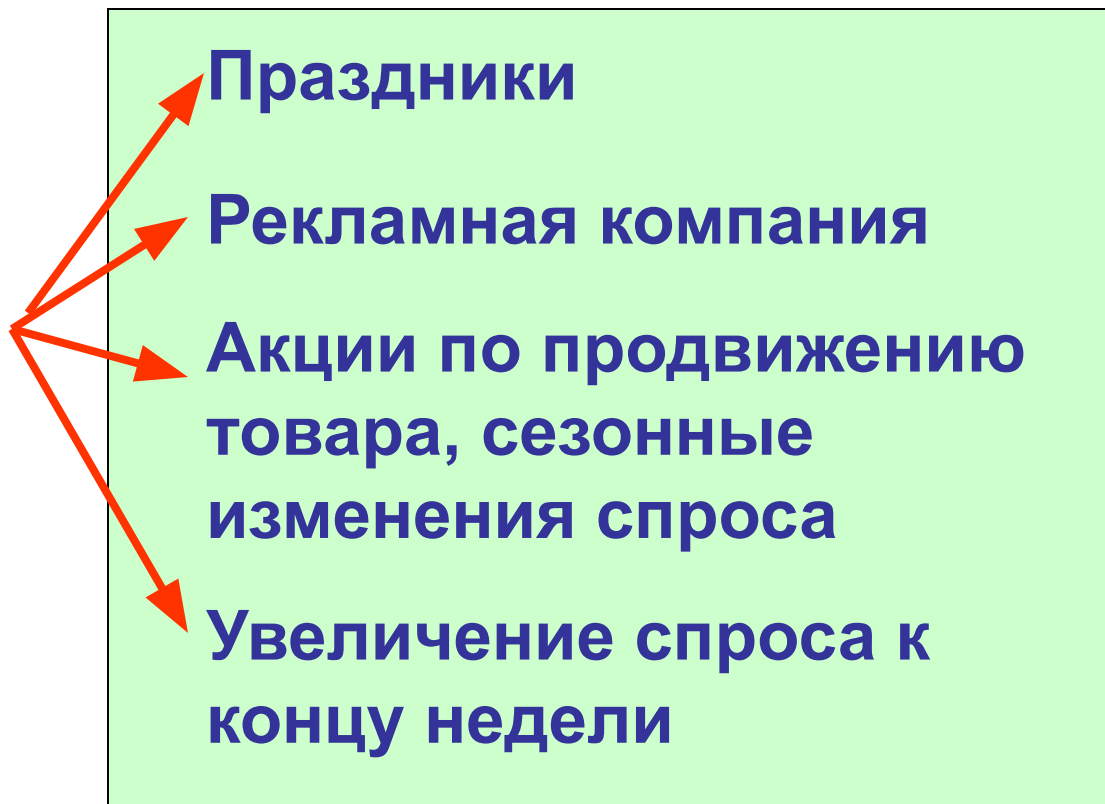 Праздники
Рекламная компания
Акции по продвижению
товара, сезонные
изменения спроса
Увеличение спроса к
концу недели